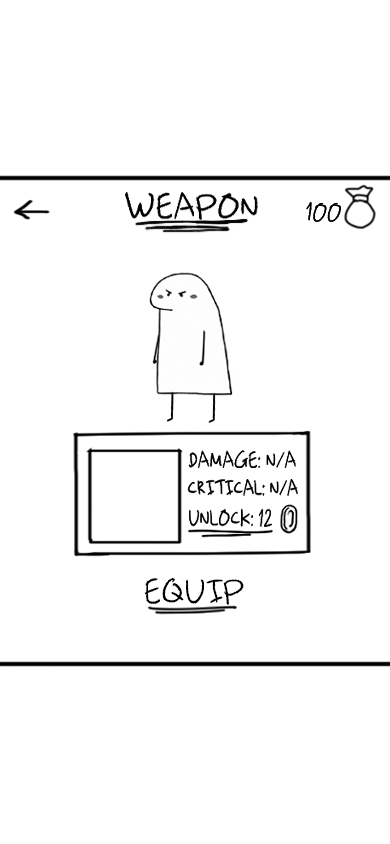 WEAPON
100
DAMAGE: N/A
CRITICAL: N/A
UNLOCK: 12
EQUIP